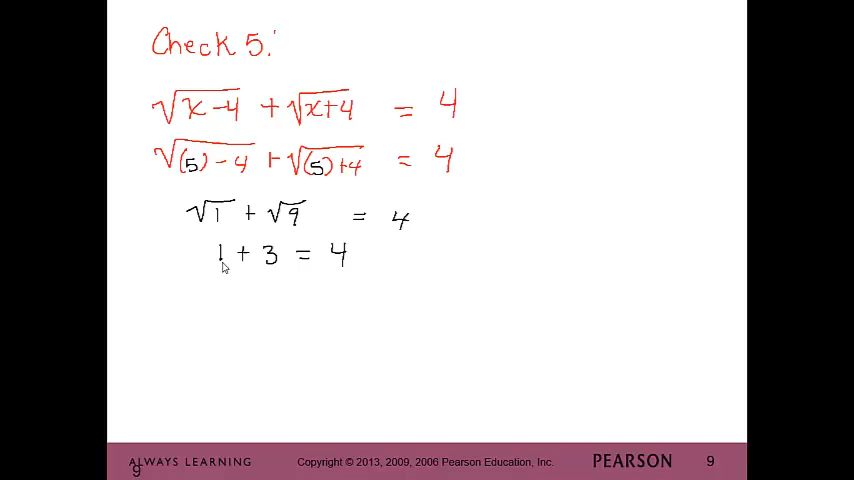 Check 5:
√(x-4) + √(x+4) = 4
√((5)-4) + √((5)+4) = 4
√1 + √9 = 4
1 + 3 = 4
ALWAYS LEARNING Copyright © 2013, 2009, 2006 Pearson Education, Inc. PEARSON 9
9